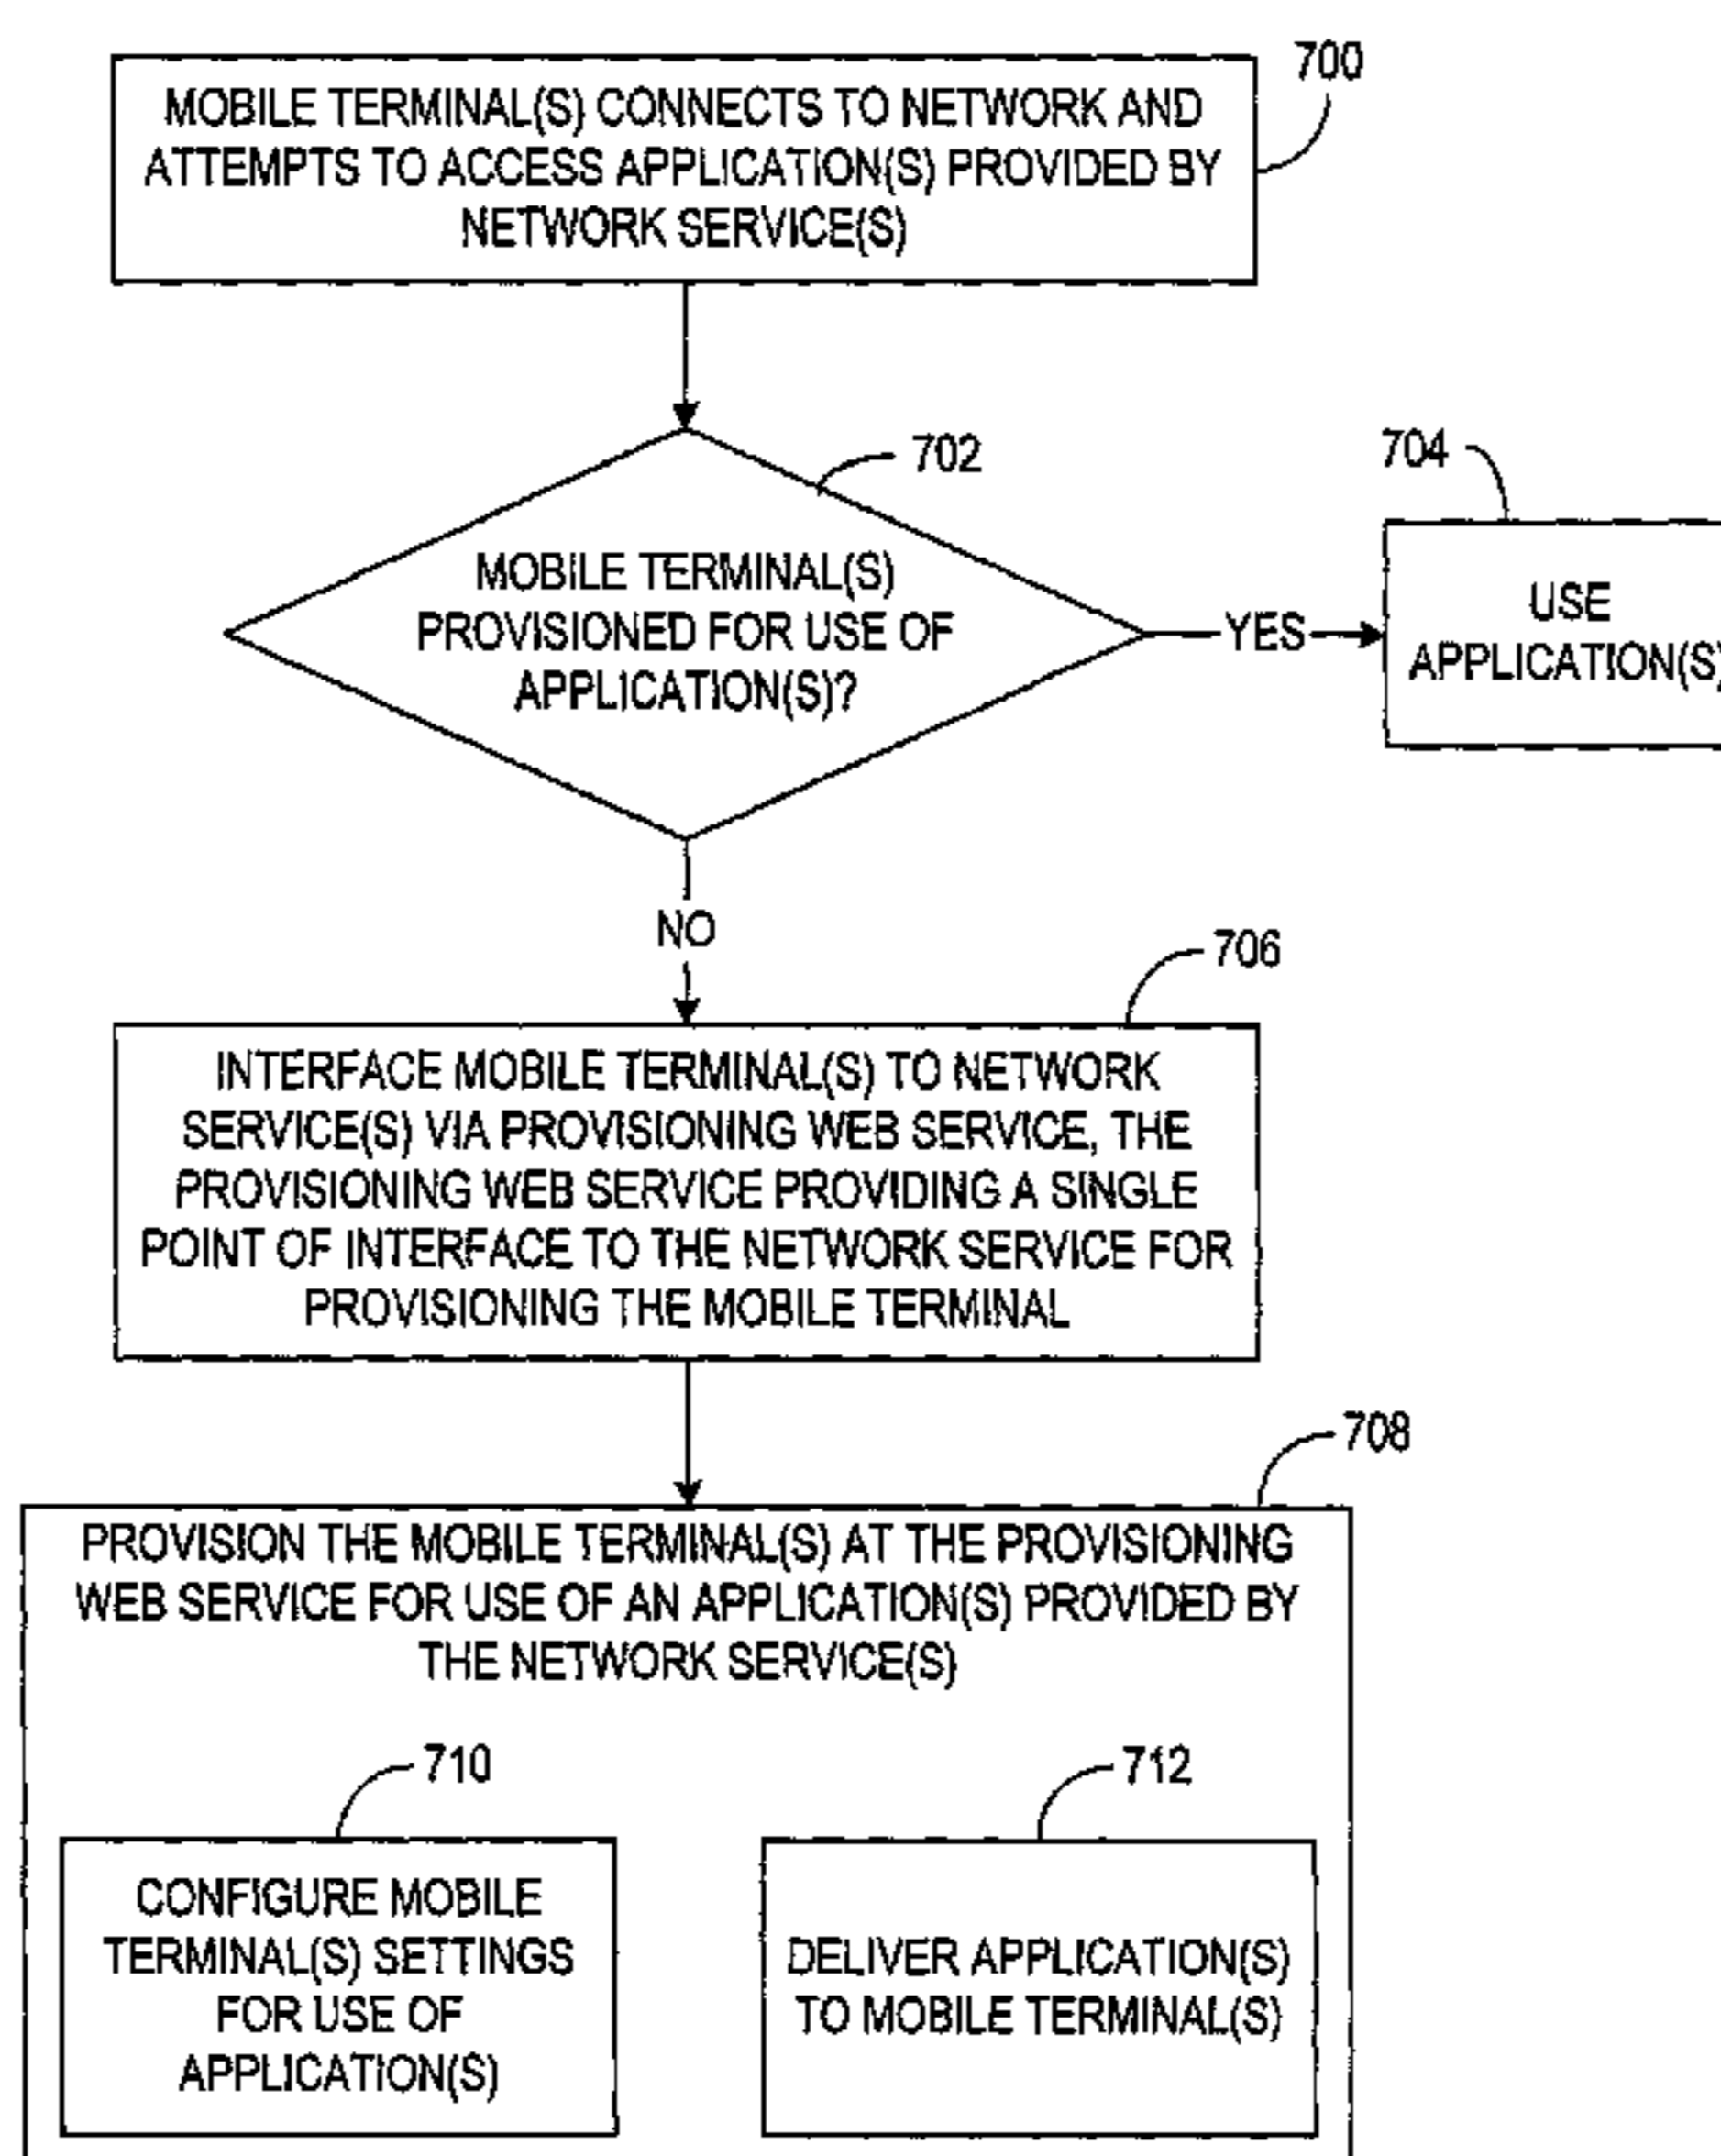 700
MOBILE TERMINAL(S) CONNECTS TO NETWORK AND
ATTEMPTS TO ACCESS APPLICATION(S) PROVIDED BY
NETWORK SERVICE(S)
702
704
MOBILE TERMINAL(S)
PROVISIONED FOR USE OF
APPLICATION(S)?
YES
USE
APPLICATION(S)
NO
706
INTERFACE MOBILE TERMINAL(S) TO NETWORK
SERVICE(S) VIA PROVISIONING WEB SERVICE, THE
PROVISIONING WEB SERVICE PROVIDING A SINGLE
POINT OF INTERFACE TO THE NETWORK SERVICE FOR
PROVISIONING THE MOBILE TERMINAL
708
PROVISION THE MOBILE TERMINAL(S) AT THE PROVISIONING
WEB SERVICE FOR USE OF AN APPLICATION(S) PROVIDED BY
THE NETWORK SERVICE(S)
710
712
CONFIGURE MOBILE
TERMINAL(S) SETTINGS
FOR USE OF
APPLICATION(S)
DELIVER APPLICATION(S)
TO MOBILE TERMINAL(S)